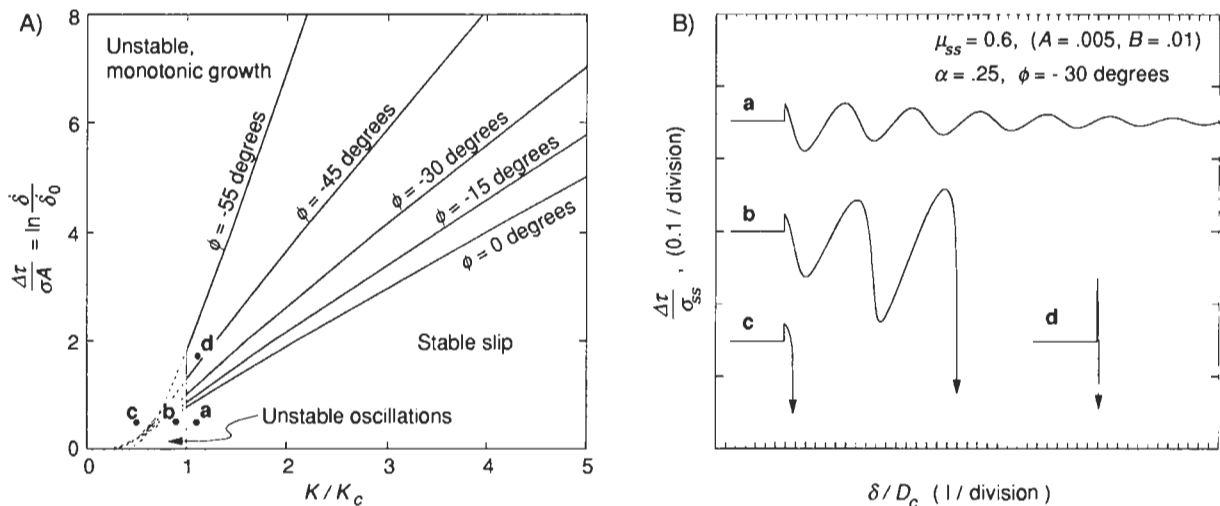 A)
Unstable,
monotonic growth
ϕ = -55 degrees
ϕ = -45 degrees
ϕ = -30 degrees
ϕ = -15 degrees
ϕ = 0 degrees
Stable slip
Unstable oscillations
a
b
c
d
8
6
4
2
0
0 1 2 3 4 5
Δτ/σA = ln δ̇/δ̇₀
K / K_c
B)
μ_ss = 0.6, (A = .005, B = .01)
α = .25, ϕ = - 30 degrees
a
b
c
d
Δτ/σ_ss , (0.1 / division)
δ / D_c ( I / division )